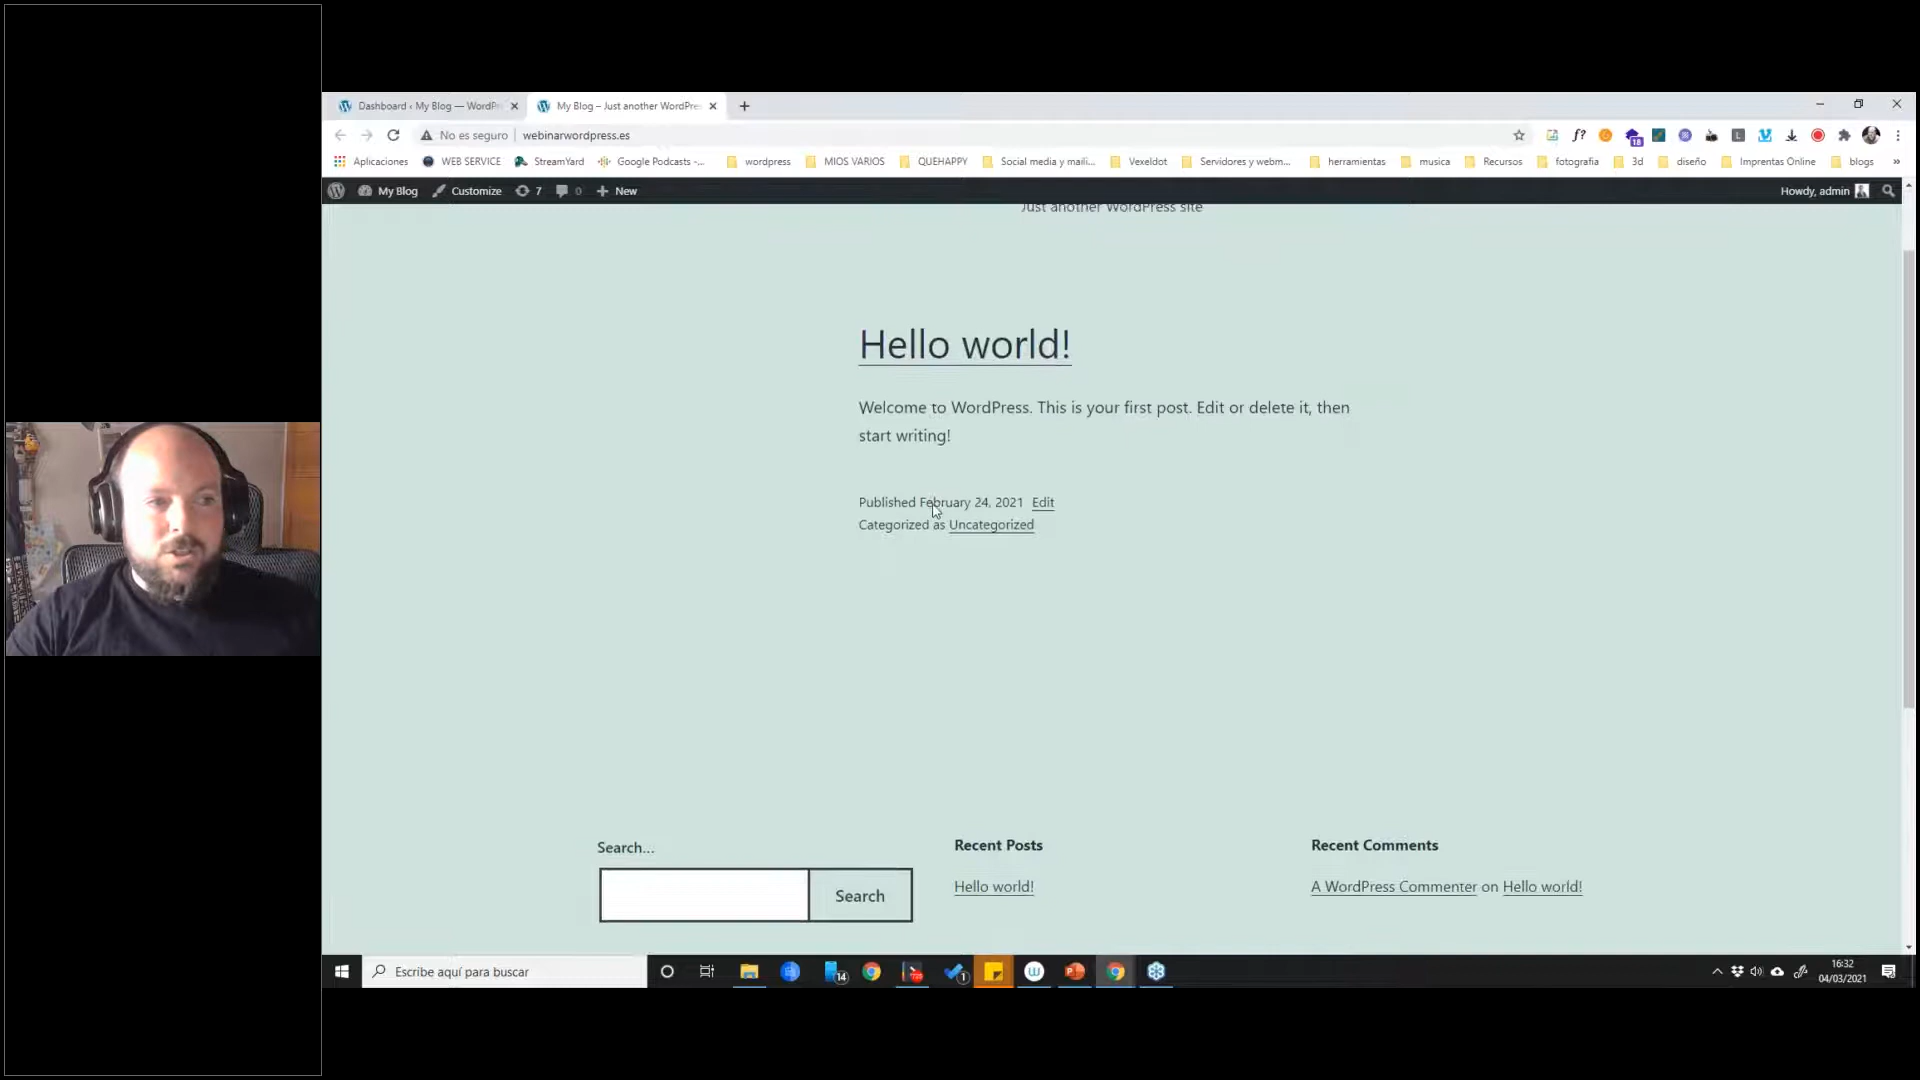 Dashboard ‹ My Blog — WordPr
My Blog – Just another WordPre
No es seguro
webinarwordpress.es
Aplicaciones
WEB SERVICE
StreamYard
Google Podcasts -...
wordpress
MIOS VARIOS
QUEHAPPY
Social media y maili...
Vexeldot
Servidores y webm...
herramientas
musica
Recursos
fotografia
3d
diseño
Imprentas Online
blogs
»
My Blog
Customize
7
0
New
Howdy, admin
Just another WordPress site
Hello world!
Welcome to WordPress. This is your first post. Edit or delete it, then
start writing!
Published February 24, 2021 Edit
Categorized as Uncategorized
Search...
Search
Recent Posts
Hello world!
Recent Comments
A WordPress Commenter on Hello world!
Escribe aquí para buscar
14
1
16:32
04/03/2021